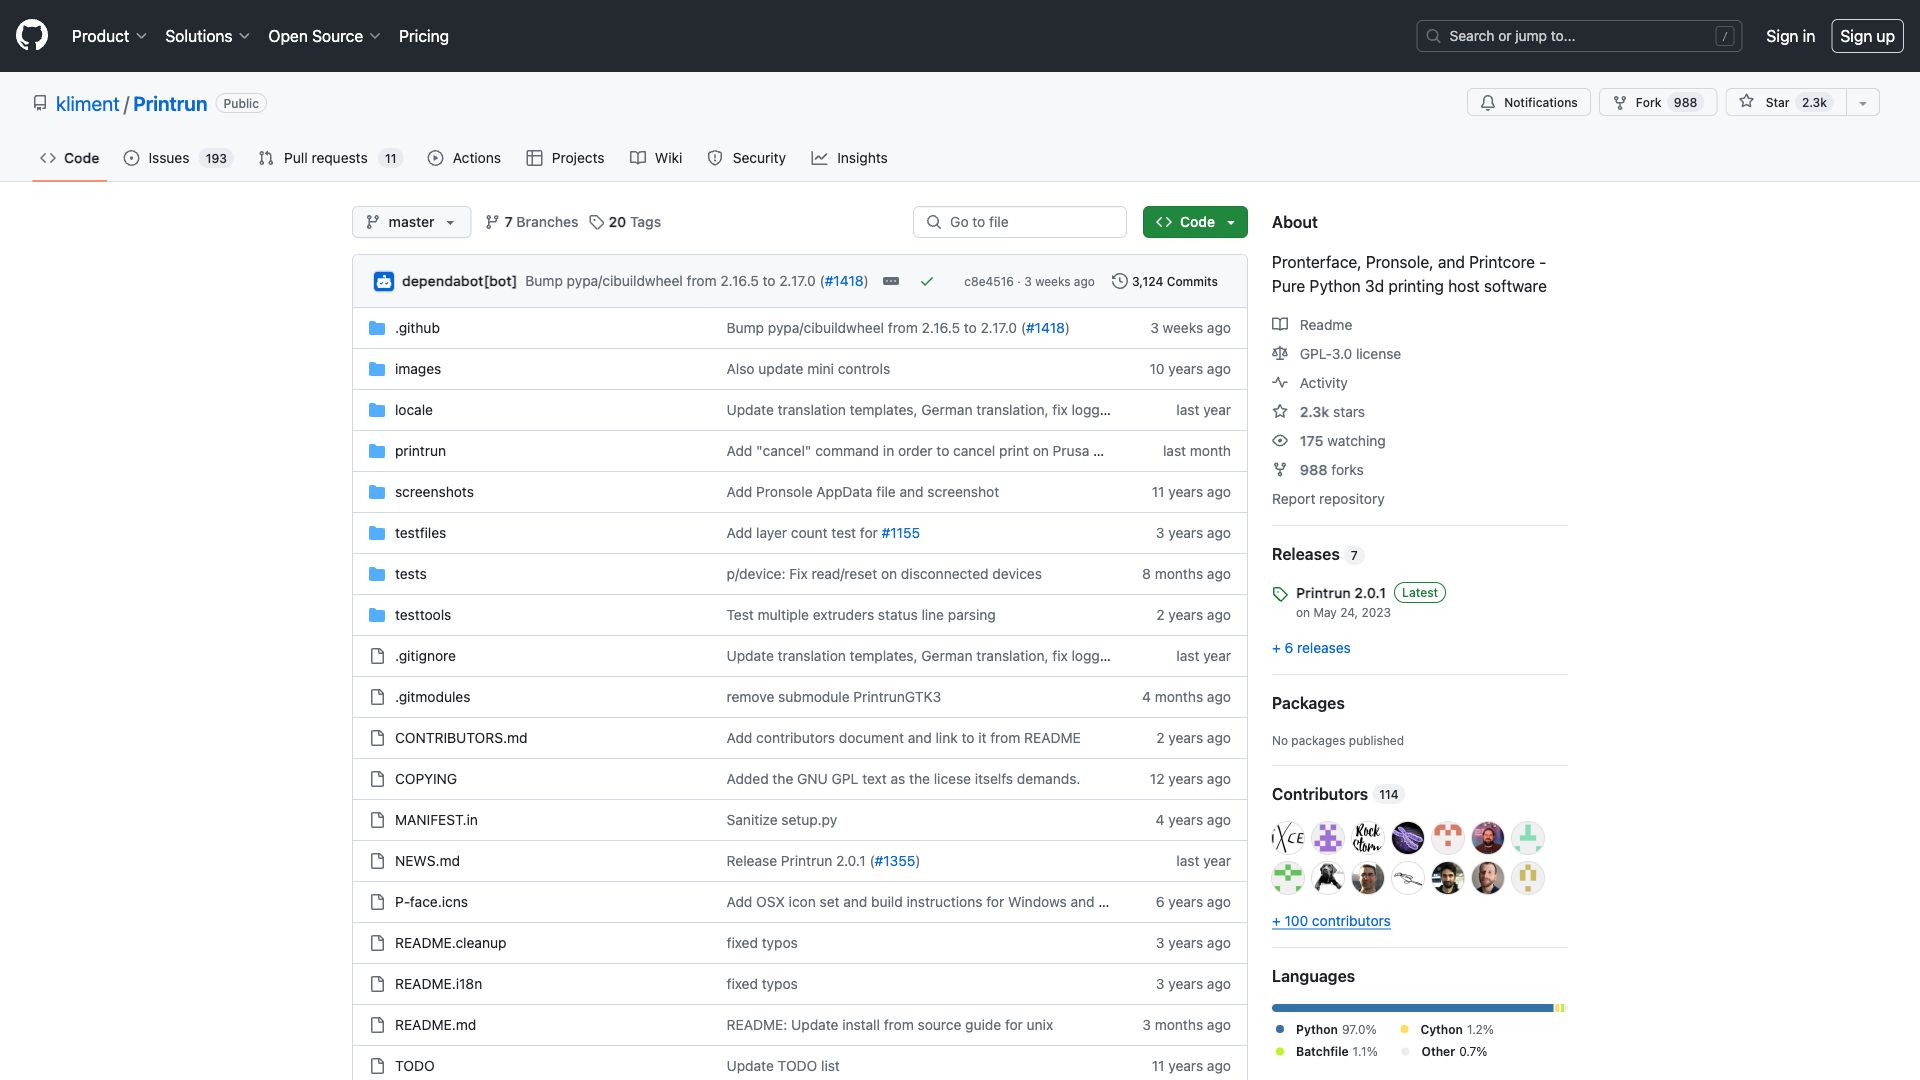 Product Solutions Open Source Pricing Search or jump to... / Sign in Sign up
kliment / Printrun Public Notifications Fork 988 Star 2.3k
Code Issues 193 Pull requests 11 Actions Projects Wiki Security Insights
master 7 Branches 20 Tags Go to file Code
dependabot[bot] Bump pypa/cibuildwheel from 2.16.5 to 2.17.0 (#1418) c8e4516 · 3 weeks ago 3,124 Commits
.github Bump pypa/cibuildwheel from 2.16.5 to 2.17.0 (#1418) 3 weeks ago
images Also update mini controls 10 years ago
locale Update translation templates, German translation, fix logg... last year
printrun Add "cancel" command in order to cancel print on Prusa ... last month
screenshots Add Pronsole AppData file and screenshot 11 years ago
testfiles Add layer count test for #1155 3 years ago
tests p/device: Fix read/reset on disconnected devices 8 months ago
testtools Test multiple extruders status line parsing 2 years ago
.gitignore Update translation templates, German translation, fix logg... last year
.gitmodules remove submodule PrintrunGTK3 4 months ago
CONTRIBUTORS.md Add contributors document and link to it from README 2 years ago
COPYING Added the GNU GPL text as the licese itselfs demands. 12 years ago
MANIFEST.in Sanitize setup.py 4 years ago
NEWS.md Release Printrun 2.0.1 (#1355) last year
P-face.icns Add OSX icon set and build instructions for Windows and ... 6 years ago
README.cleanup fixed typos 3 years ago
README.i18n fixed typos 3 years ago
README.md README: Update install from source guide for unix 3 months ago
TODO Update TODO list 11 years ago
About
Pronterface, Pronsole, and Printcore -
Pure Python 3d printing host software
Readme
GPL-3.0 license
Activity
2.3k stars
175 watching
988 forks
Report repository
Releases 7
Printrun 2.0.1 Latest
on May 24, 2023
+ 6 releases
Packages
No packages published
Contributors 114
Rock
Storm
+ 100 contributors
Languages
Python 97.0% Cython 1.2%
Batchfile 1.1% Other 0.7%